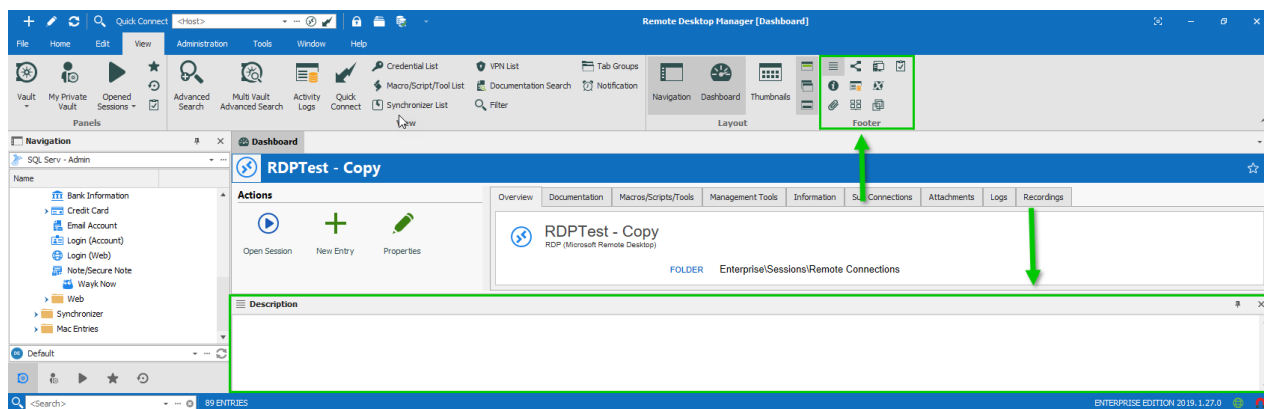 Quick Connect <Host> Remote Desktop Manager [Dashboard]
File Home Edit View Administration Tools Window Help
Vault
My Private Vault
Opened Sessions
Advanced Search
Multi Vault Advanced Search
Activity Logs
Quick Connect
Credential List
Macro/Script/Tool List
Synchronizer List
VPN List
Documentation Search
Filter
Tab Groups
Notification
Navigation Dashboard Thumbnails
Panels Layout Footer
Navigation
SQL Serv - Admin
Name
Bank Information
Credit Card
Email Account
Login (Account)
Login (Web)
Note/Secure Note
Wayk Now
Web
Synchronizer
Mac Entries
Default
<Search>
Dashboard
RDPTest - Copy
Actions
Open Session New Entry Properties
Overview Documentation Macros/Scripts/Tools Management Tools Information Connections Attachments Logs Recordings
RDPTest - Copy
RDP (Microsoft Remote Desktop)
FOLDER Enterprise\Sessions\Remote Connections
Description
89 ENTRIES
ENTERPRISE EDITION 2019.1.27.0